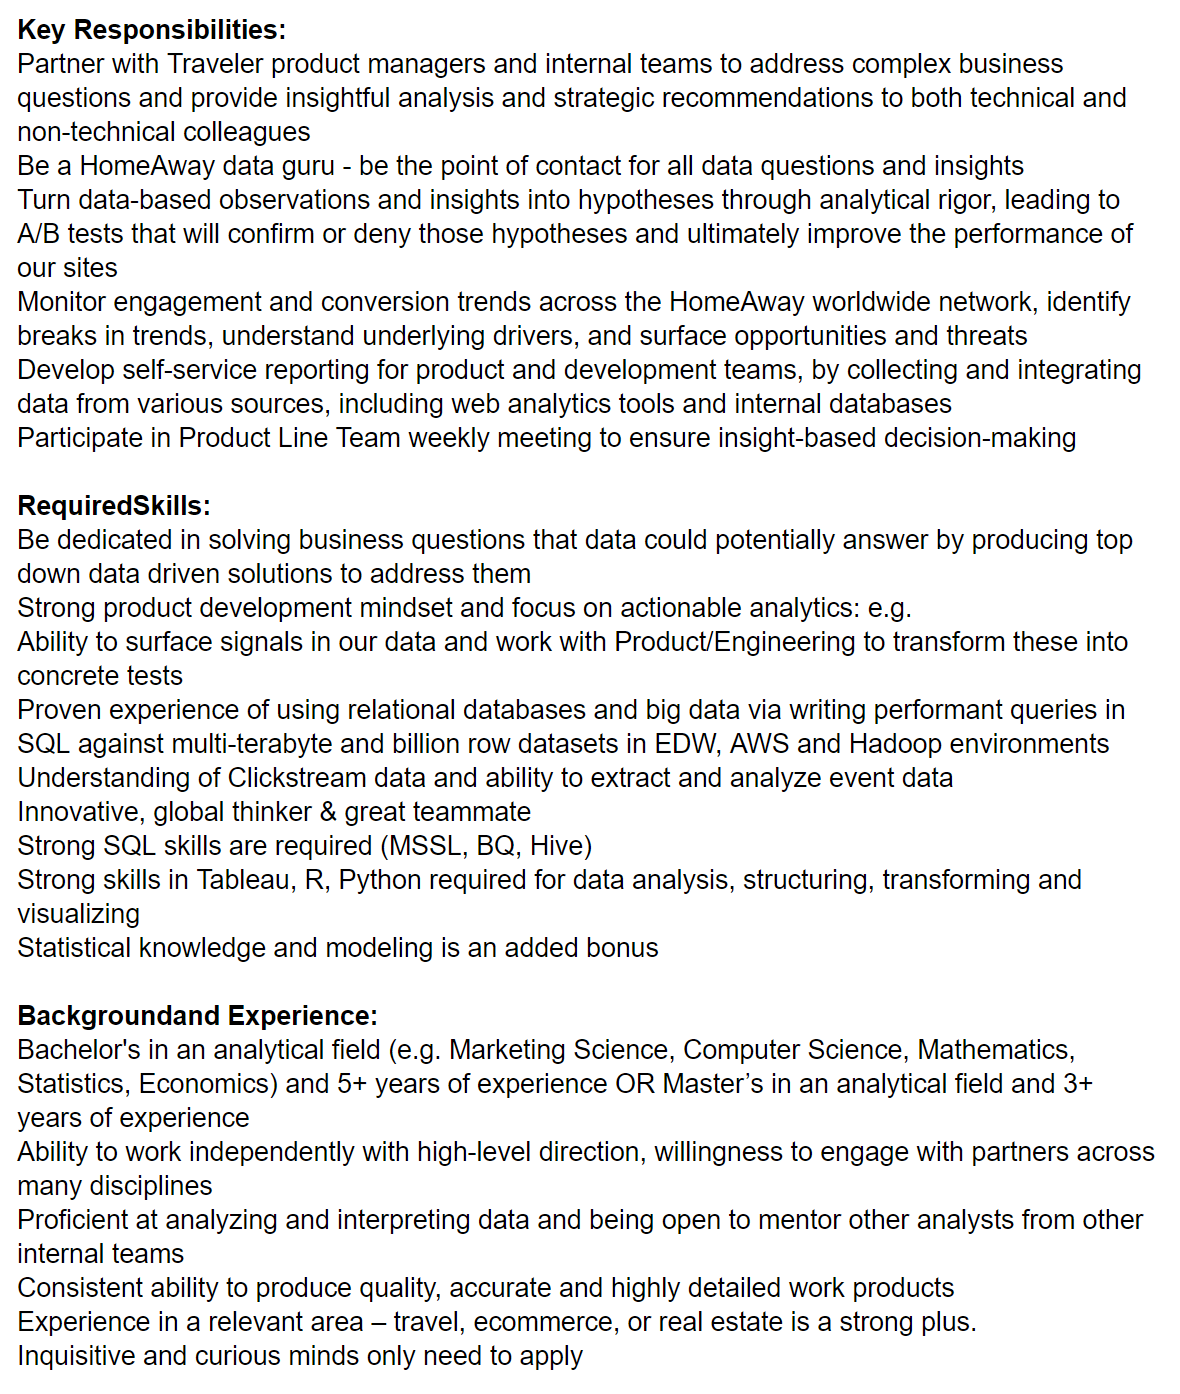 Key Responsibilities:
Partner with Traveler product managers and internal teams to address complex business
questions and provide insightful analysis and strategic recommendations to both technical and
non-technical colleagues
Be a HomeAway data guru - be the point of contact for all data questions and insights
Turn data-based observations and insights into hypotheses through analytical rigor, leading to
A/B tests that will confirm or deny those hypotheses and ultimately improve the performance of
our sites
Monitor engagement and conversion trends across the HomeAway worldwide network, identify
breaks in trends, understand underlying drivers, and surface opportunities and threats
Develop self-service reporting for product and development teams, by collecting and integrating
data from various sources, including web analytics tools and internal databases
Participate in Product Line Team weekly meeting to ensure insight-based decision-making
RequiredSkills:
Be dedicated in solving business questions that data could potentially answer by producing top
down data driven solutions to address them
Strong product development mindset and focus on actionable analytics: e.g.
Ability to surface signals in our data and work with Product/Engineering to transform these into
concrete tests
Proven experience of using relational databases and big data via writing performant queries in
SQL against multi-terabyte and billion row datasets in EDW, AWS and Hadoop environments
Understanding of Clickstream data and ability to extract and analyze event data
Innovative, global thinker & great teammate
Strong SQL skills are required (MSSL, BQ, Hive)
Strong skills in Tableau, R, Python required for data analysis, structuring, transforming and
visualizing
Statistical knowledge and modeling is an added bonus
Backgroundand Experience:
Bachelor's in an analytical field (e.g. Marketing Science, Computer Science, Mathematics,
Statistics, Economics) and 5+ years of experience OR Master’s in an analytical field and 3+
years of experience
Ability to work independently with high-level direction, willingness to engage with partners across
many disciplines
Proficient at analyzing and interpreting data and being open to mentor other analysts from other
internal teams
Consistent ability to produce quality, accurate and highly detailed work products
Experience in a relevant area – travel, ecommerce, or real estate is a strong plus.
Inquisitive and curious minds only need to apply